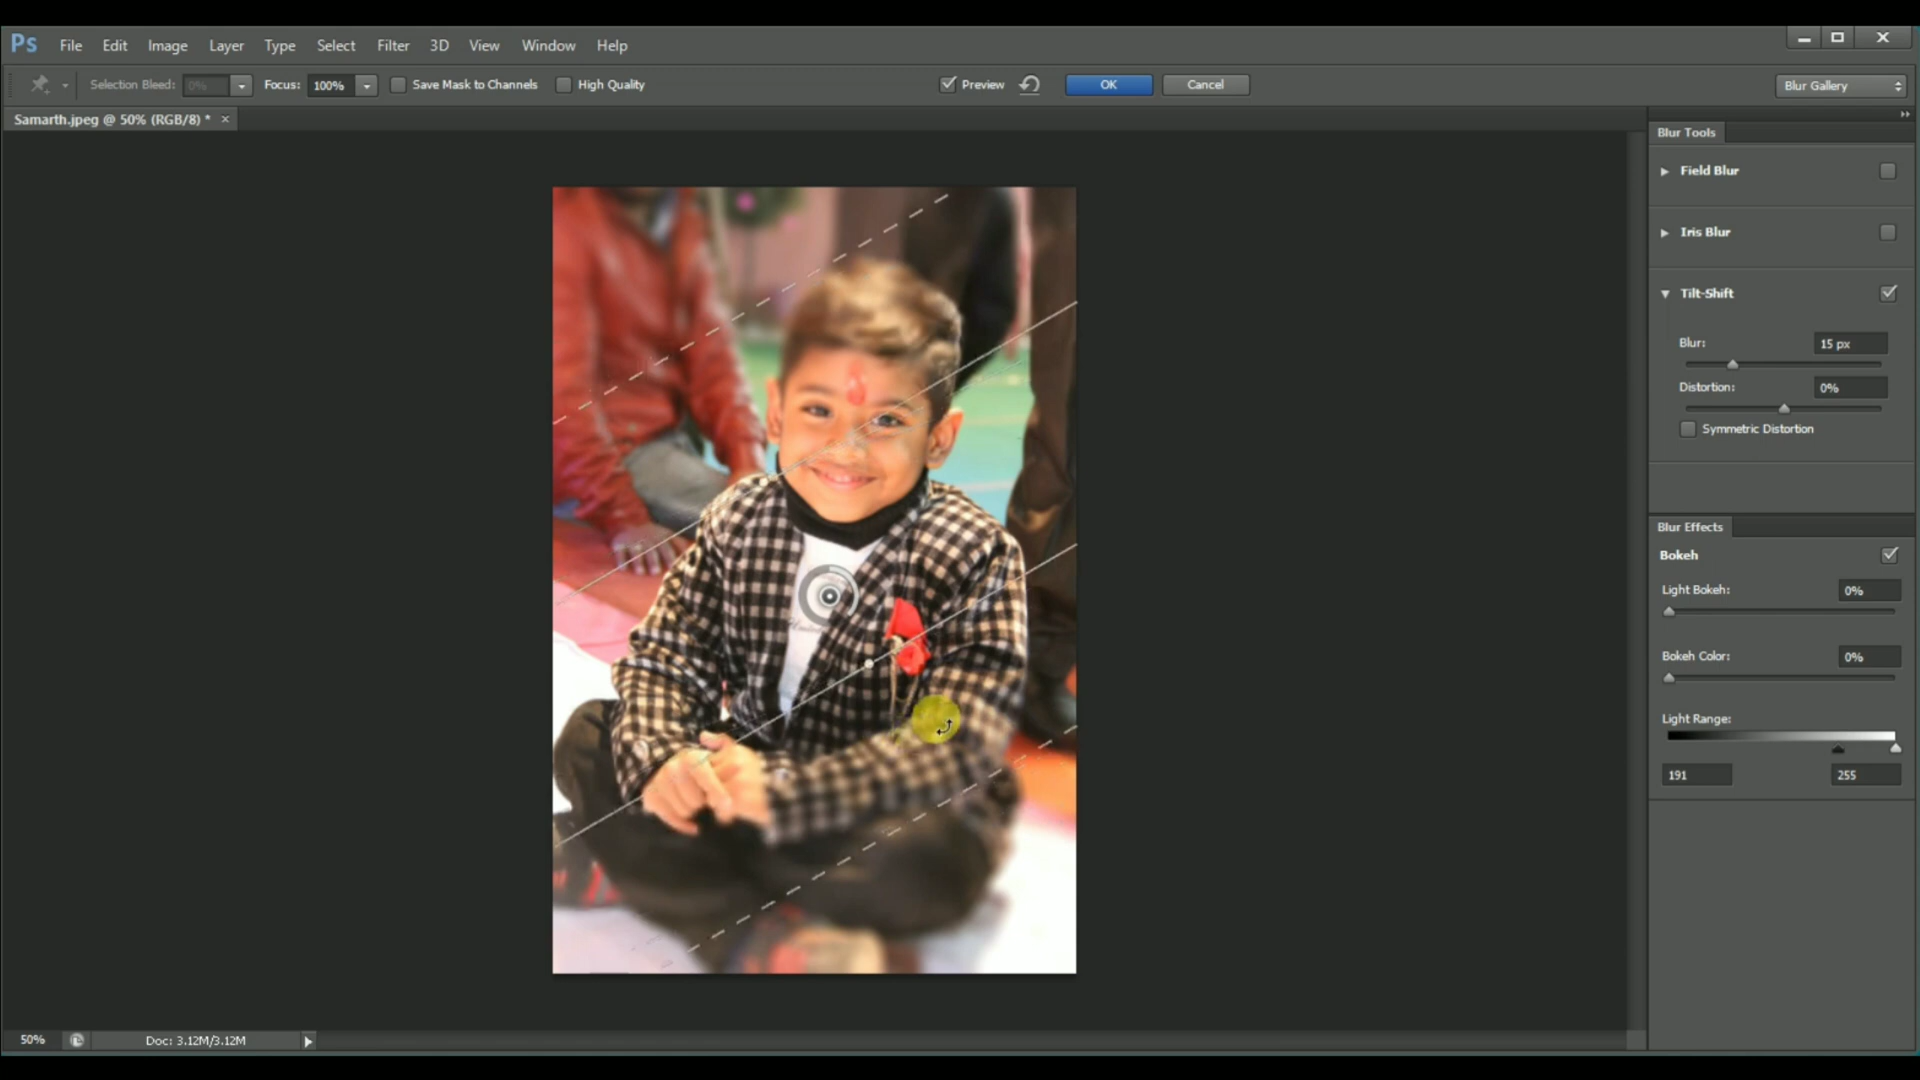 Ps File Edit Image Layer Type Select Filter 3D View Window Help
Selection Bleed: 0% Focus: 100% Save Mask to Channels High Quality Preview OK Cancel Blur Gallery
Samarth.jpeg @ 50% (RGB/8) * ×
Blur Tools
Field Blur
Iris Blur
Tilt-Shift
Blur: 15 px
Distortion: 0%
Symmetric Distortion
Blur Effects
Bokeh
Light Bokeh: 0%
Bokeh Color: 0%
Light Range:
191 255
50% Doc: 3.12M/3.12M